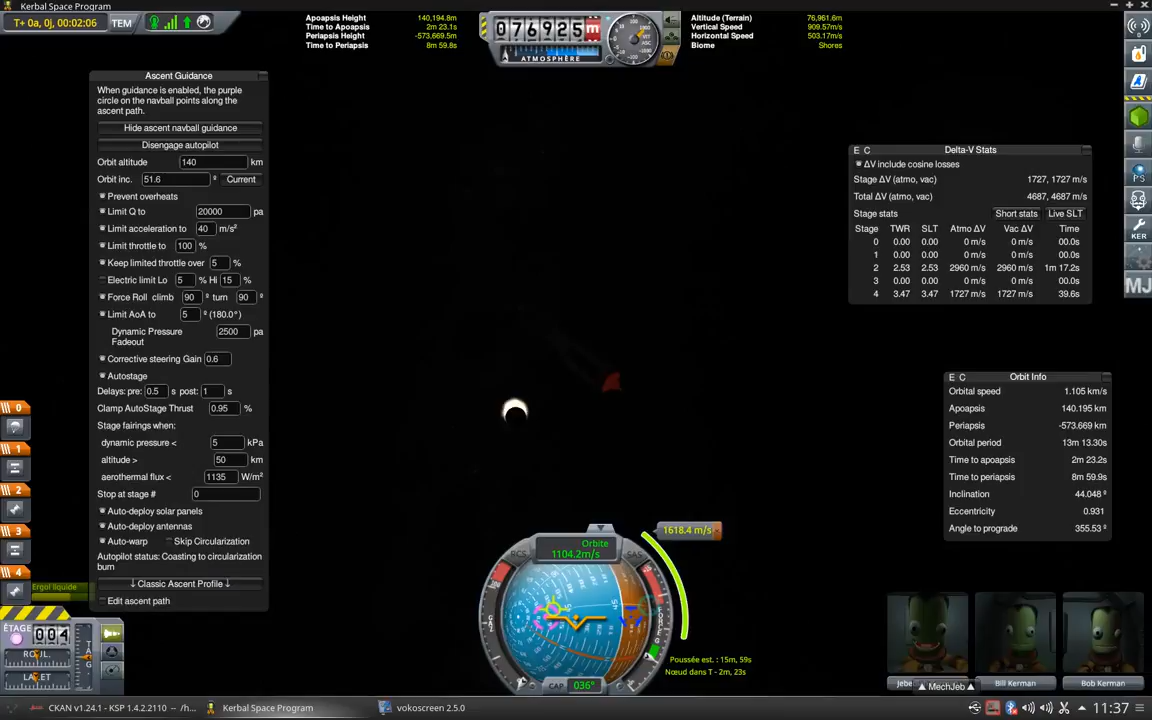 Kerbal Space Program
T+ 0a, 0j, 00:02:06
TEM
Apoapsis Height 140,194.8m
Time to Apoapsis 2m 23.1s
Periapsis Height -573,669.5m
Time to Periapsis 8m 59.8s
076925 m
ATMOSPHÈRE
Altitude (Terrain) 76,961.6m
Vertical Speed 909.57m/s
Horizontal Speed 503.17m/s
Biome Shores
Ascent Guidance
When guidance is enabled, the purple
circle on the navball points along the
ascent path.
Hide ascent navball guidance
Disengage autopilot
Orbit altitude 140 km
Orbit inc. 51.6 º Current
Prevent overheats
Limit Q to 20000 pa
Limit acceleration to 40 m/s²
Limit throttle to 100 %
Keep limited throttle over 5 %
Electric limit Lo 5 % Hi 15 %
Force Roll climb 90 º turn 90 º
Limit AoA to 5 º (180.0°)
Dynamic Pressure
Fadeout 2500 pa
Corrective steering Gain 0.6
Autostage
Delays: pre: 0.5 s post: 1 s
Clamp AutoStage Thrust 0.95 %
Stage fairings when:
dynamic pressure < 5 kPa
altitude > 50 km
aerothermal flux < 1135 W/m²
Stop at stage # 0
Auto-deploy solar panels
Auto-deploy antennas
Auto-warp Skip Circularization
Autopilot status: Coasting to circularization
burn
↓ Classic Ascent Profile ↓
Edit ascent path
E C Delta-V Stats
ΔV include cosine losses
Stage ΔV (atmo, vac) 1727, 1727 m/s
Total ΔV (atmo, vac) 4687, 4687 m/s
Stage stats Short stats Live SLT
Stage TWR SLT Atmo ΔV Vac ΔV Time
0 0.00 0.00 0 m/s 0 m/s 00.0s
1 0.00 0.00 0 m/s 0 m/s 00.0s
2 2.53 2.53 2960 m/s 2960 m/s 1m 17.2s
3 0.00 0.00 0 m/s 0 m/s 00.0s
4 3.47 3.47 1727 m/s 1727 m/s 39.6s
E C Orbit Info
Orbital speed 1.105 km/s
Apoapsis 140.195 km
Periapsis -573.669 km
Orbital period 13m 13.30s
Time to apoapsis 2m 23.2s
Time to periapsis 8m 59.9s
Inclination 44.048 º
Eccentricity 0.931
Angle to prograde 355.53 º
PS
KER
MJ
0
1
2
3
4
Ergol liquide
ÉTAGE 004
ROUL.
LACET
1618.4 m/s
Orbite
1104.2m/s
RCS
SAS
CAP 036°
Poussée est. : 15m, 59s
Nœud dans T - 2m, 23s
Jebe
▲ MechJeb ▲
Bill Kerman
Bob Kerman
CKAN v1.24.1 - KSP 1.4.2.2110 -- /h...
Kerbal Space Program
vokoscreen 2.5.0
11:37